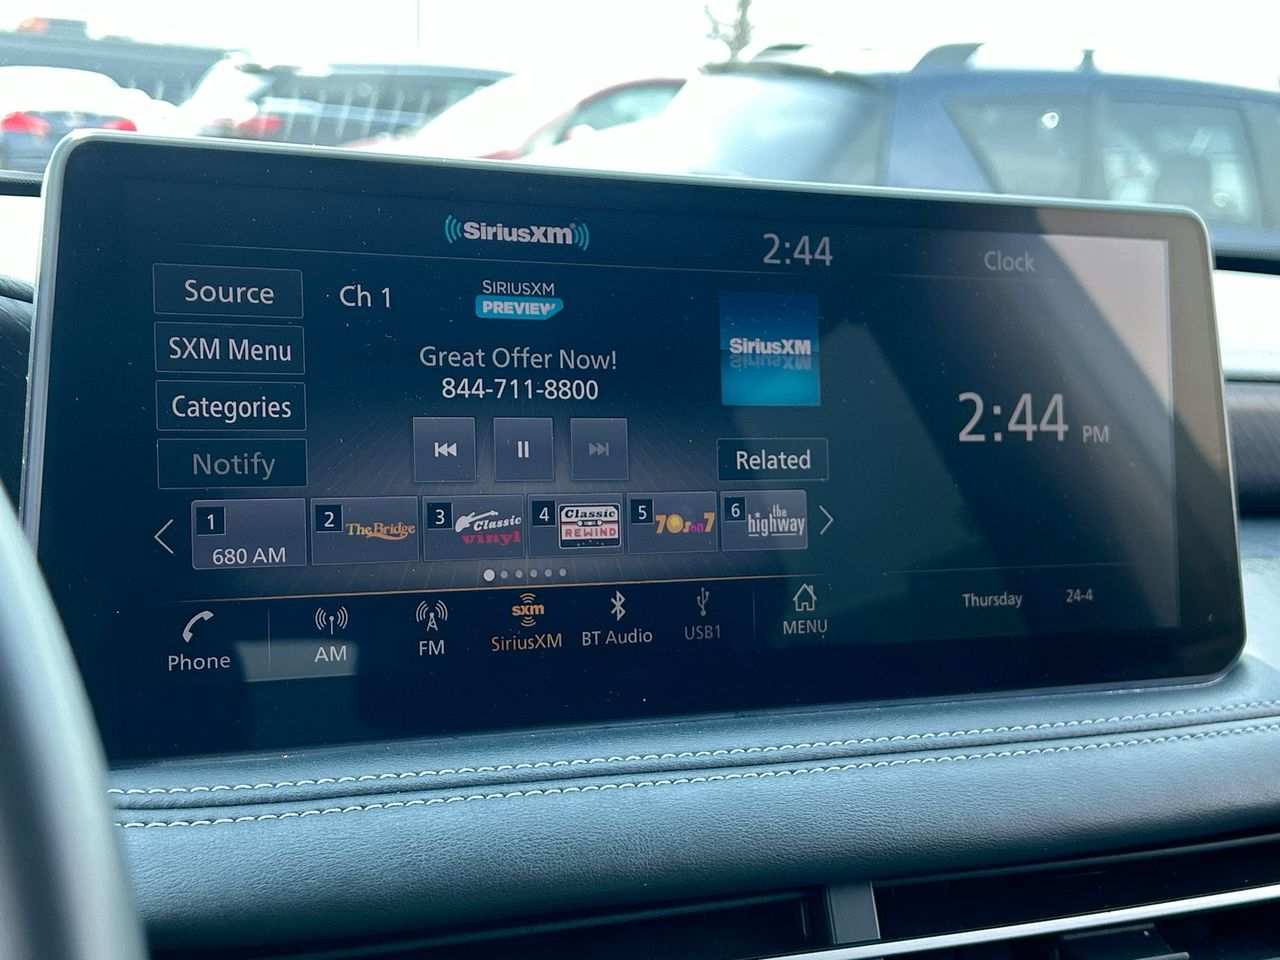 SiriusXM
2:44
Clock
Source
Ch 1
SIRIUSXM
PREVIEW
SiriusXM
SXM Menu
Great Offer Now!
844-711-8800
Categories
2:44 PM
Notify
Related
1
680 AM
2
The Bridge
3
Classic
vinyl
4
Classic
REWIND
5
70s on 7
6
the
highway
Phone
AM
FM
sxm
SiriusXM
BT Audio
USB1
MENU
Thursday
24-4